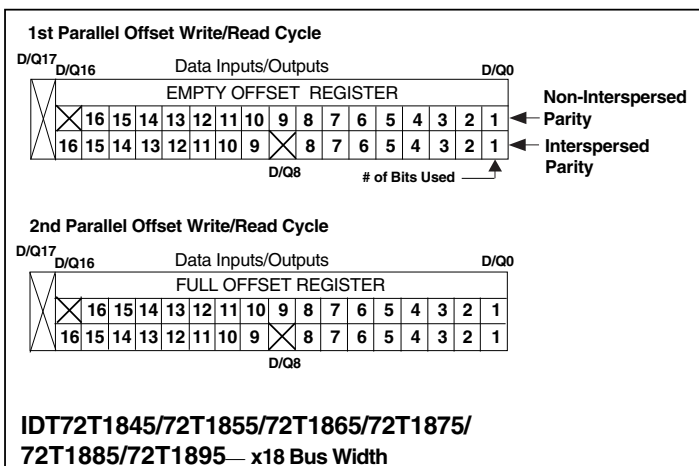 1st Parallel Offset Write/Read Cycle
D/Q17
D/Q16 Data Inputs/Outputs D/Q0
EMPTY OFFSET REGISTER
16 15 14 13 12 11 10 9 8 7 6 5 4 3 2 1 Non-Interspersed Parity
16 15 14 13 12 11 10 9 8 7 6 5 4 3 2 1 Interspersed Parity
D/Q8
# of Bits Used
2nd Parallel Offset Write/Read Cycle
D/Q17
D/Q16 Data Inputs/Outputs D/Q0
FULL OFFSET REGISTER
16 15 14 13 12 11 10 9 8 7 6 5 4 3 2 1
16 15 14 13 12 11 10 9 8 7 6 5 4 3 2 1
D/Q8
IDT72T1845/72T1855/72T1865/72T1875/
72T1885/72T1895— x18 Bus Width